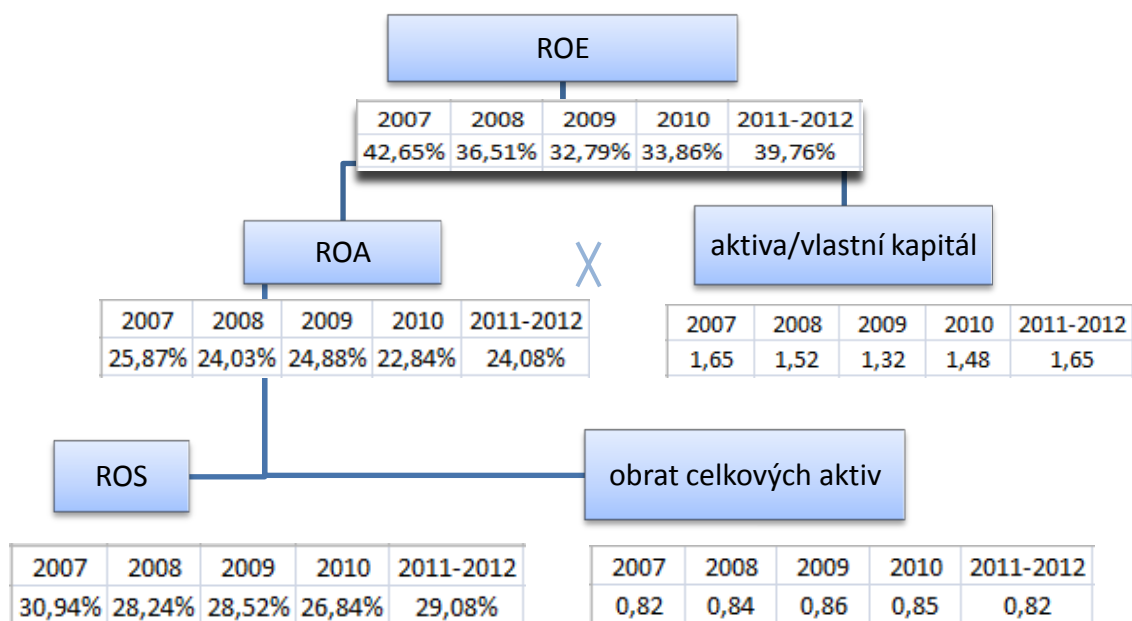 ROE
2007 2008 2009 2010 2011-2012
42,65% 36,51% 32,79% 33,86% 39,76%
ROA
aktiva/vlastní kapitál
2007 2008 2009 2010 2011-2012
25,87% 24,03% 24,88% 22,84% 24,08%
2007 2008 2009 2010 2011-2012
1,65 1,52 1,32 1,48 1,65
ROS
obrat celkových aktiv
2007 2008 2009 2010 2011-2012
30,94% 28,24% 28,52% 26,84% 29,08%
2007 2008 2009 2010 2011-2012
0,82 0,84 0,86 0,85 0,82